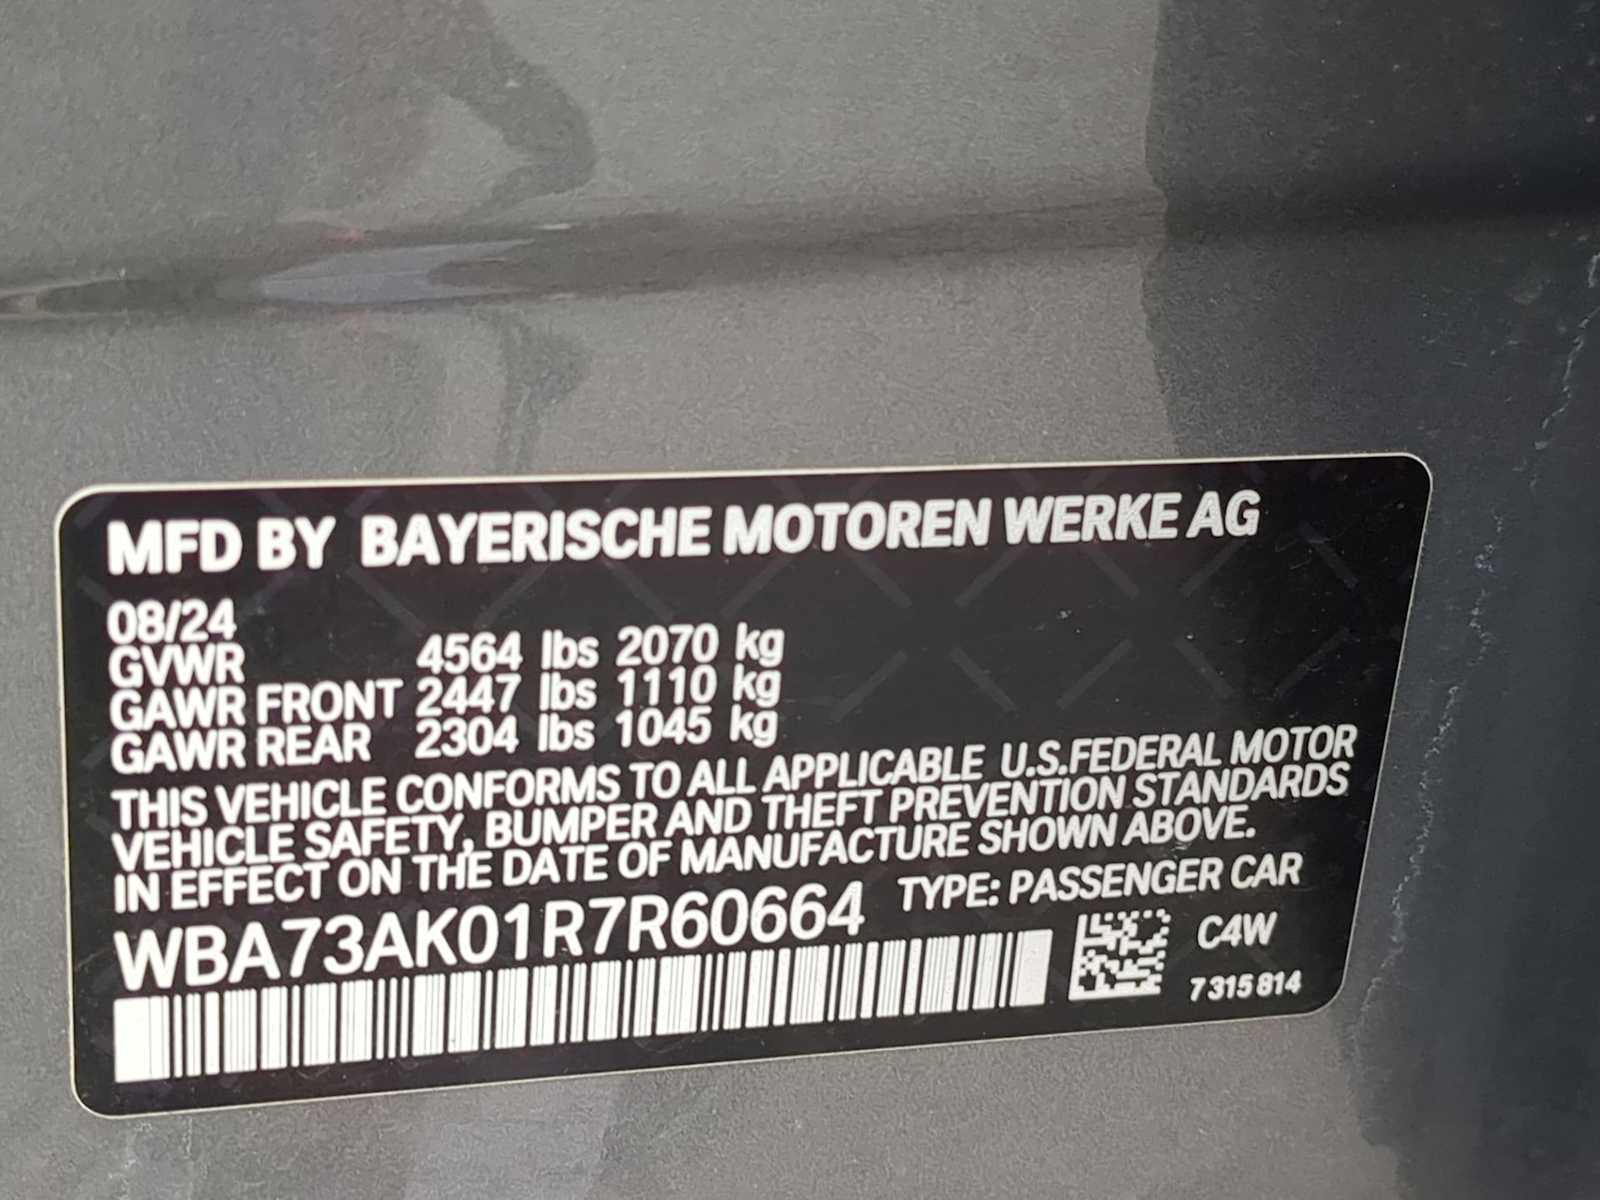 MFD BY BAYERISCHE MOTOREN WERKE AG
08/24
GVWR 4564 lbs 2070 kg
GAWR FRONT 2447 lbs 1110 kg
GAWR REAR 2304 lbs 1045 kg
THIS VEHICLE CONFORMS TO ALL APPLICABLE U.S.FEDERAL MOTOR
VEHICLE SAFETY, BUMPER AND THEFT PREVENTION STANDARDS
IN EFFECT ON THE DATE OF MANUFACTURE SHOWN ABOVE.
WBA73AK01R7R60664 TYPE: PASSENGER CAR
C4W
7 315 814